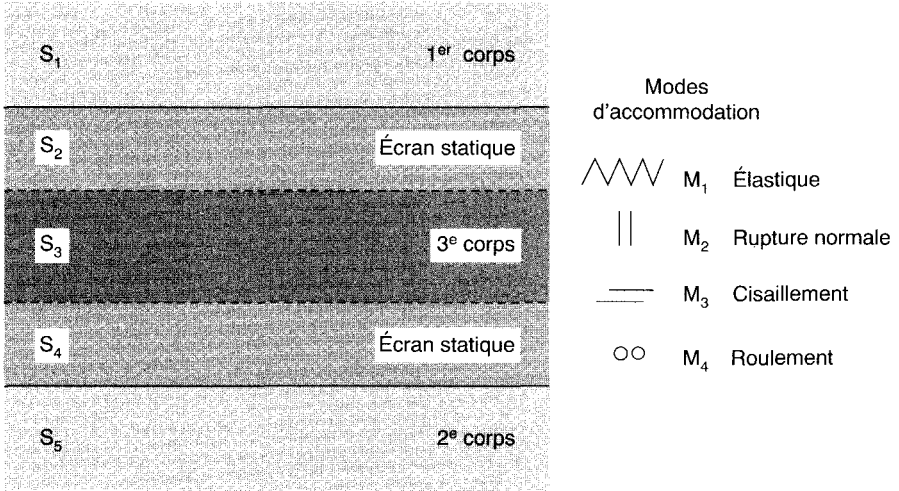 S₁ 1er corps
S₂ Écran statique
S₃ 3e corps
S₄ Écran statique
S₅ 2e corps
Modes
d'accommodation
M₁ Élastique
M₂ Rupture normale
M₃ Cisaillement
M₄ Roulement